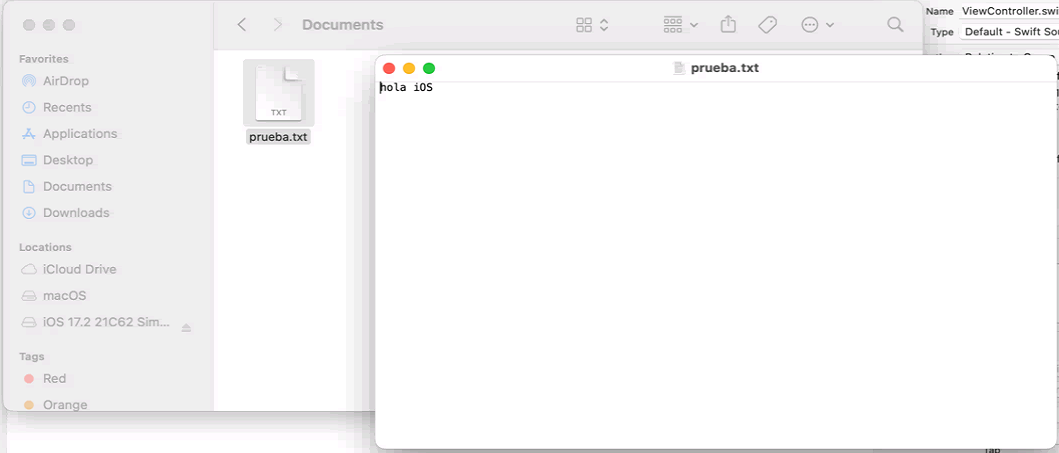 Documents
Favorites
AirDrop
Recents
Applications
Desktop
Documents
Downloads
Locations
iCloud Drive
macOS
iOS 17.2 21C62 Sim...
Tags
Red
Orange
TXT
prueba.txt
prueba.txt
hola iOS
Name ViewController.swi
Type Default - Swift Sou